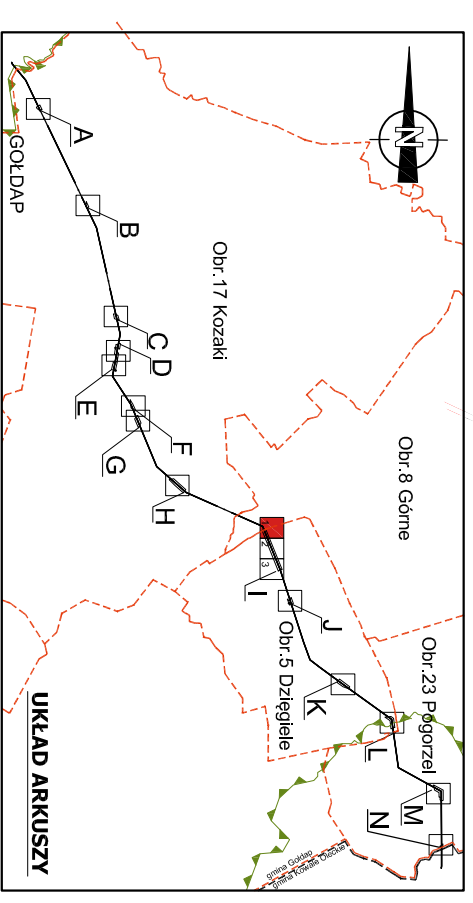 N
GOŁDAP
A
B
Obr.17 Kozaki
C
D
E
F
G
H
Obr.8 Górne
1
2
3
I
J
Obr.5 Dzięgiele
K
Obr.23 Pogorzel
L
M
N
gmina Gołdap
gmina Kowale Oleckie
UKŁAD ARKUSZY